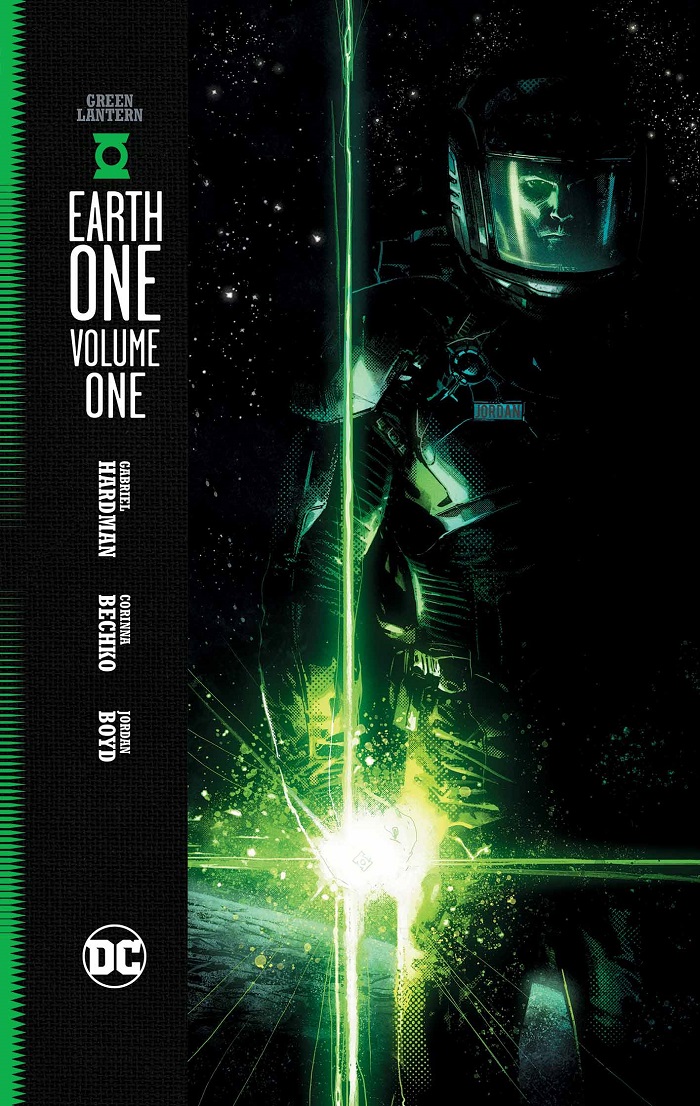 GREEN
LANTERN
EARTH
ONE
VOLUME
ONE
GABRIEL
HARDMAN
CORINNA
BECHKO
JORDAN
BOYD
DC
JORDAN